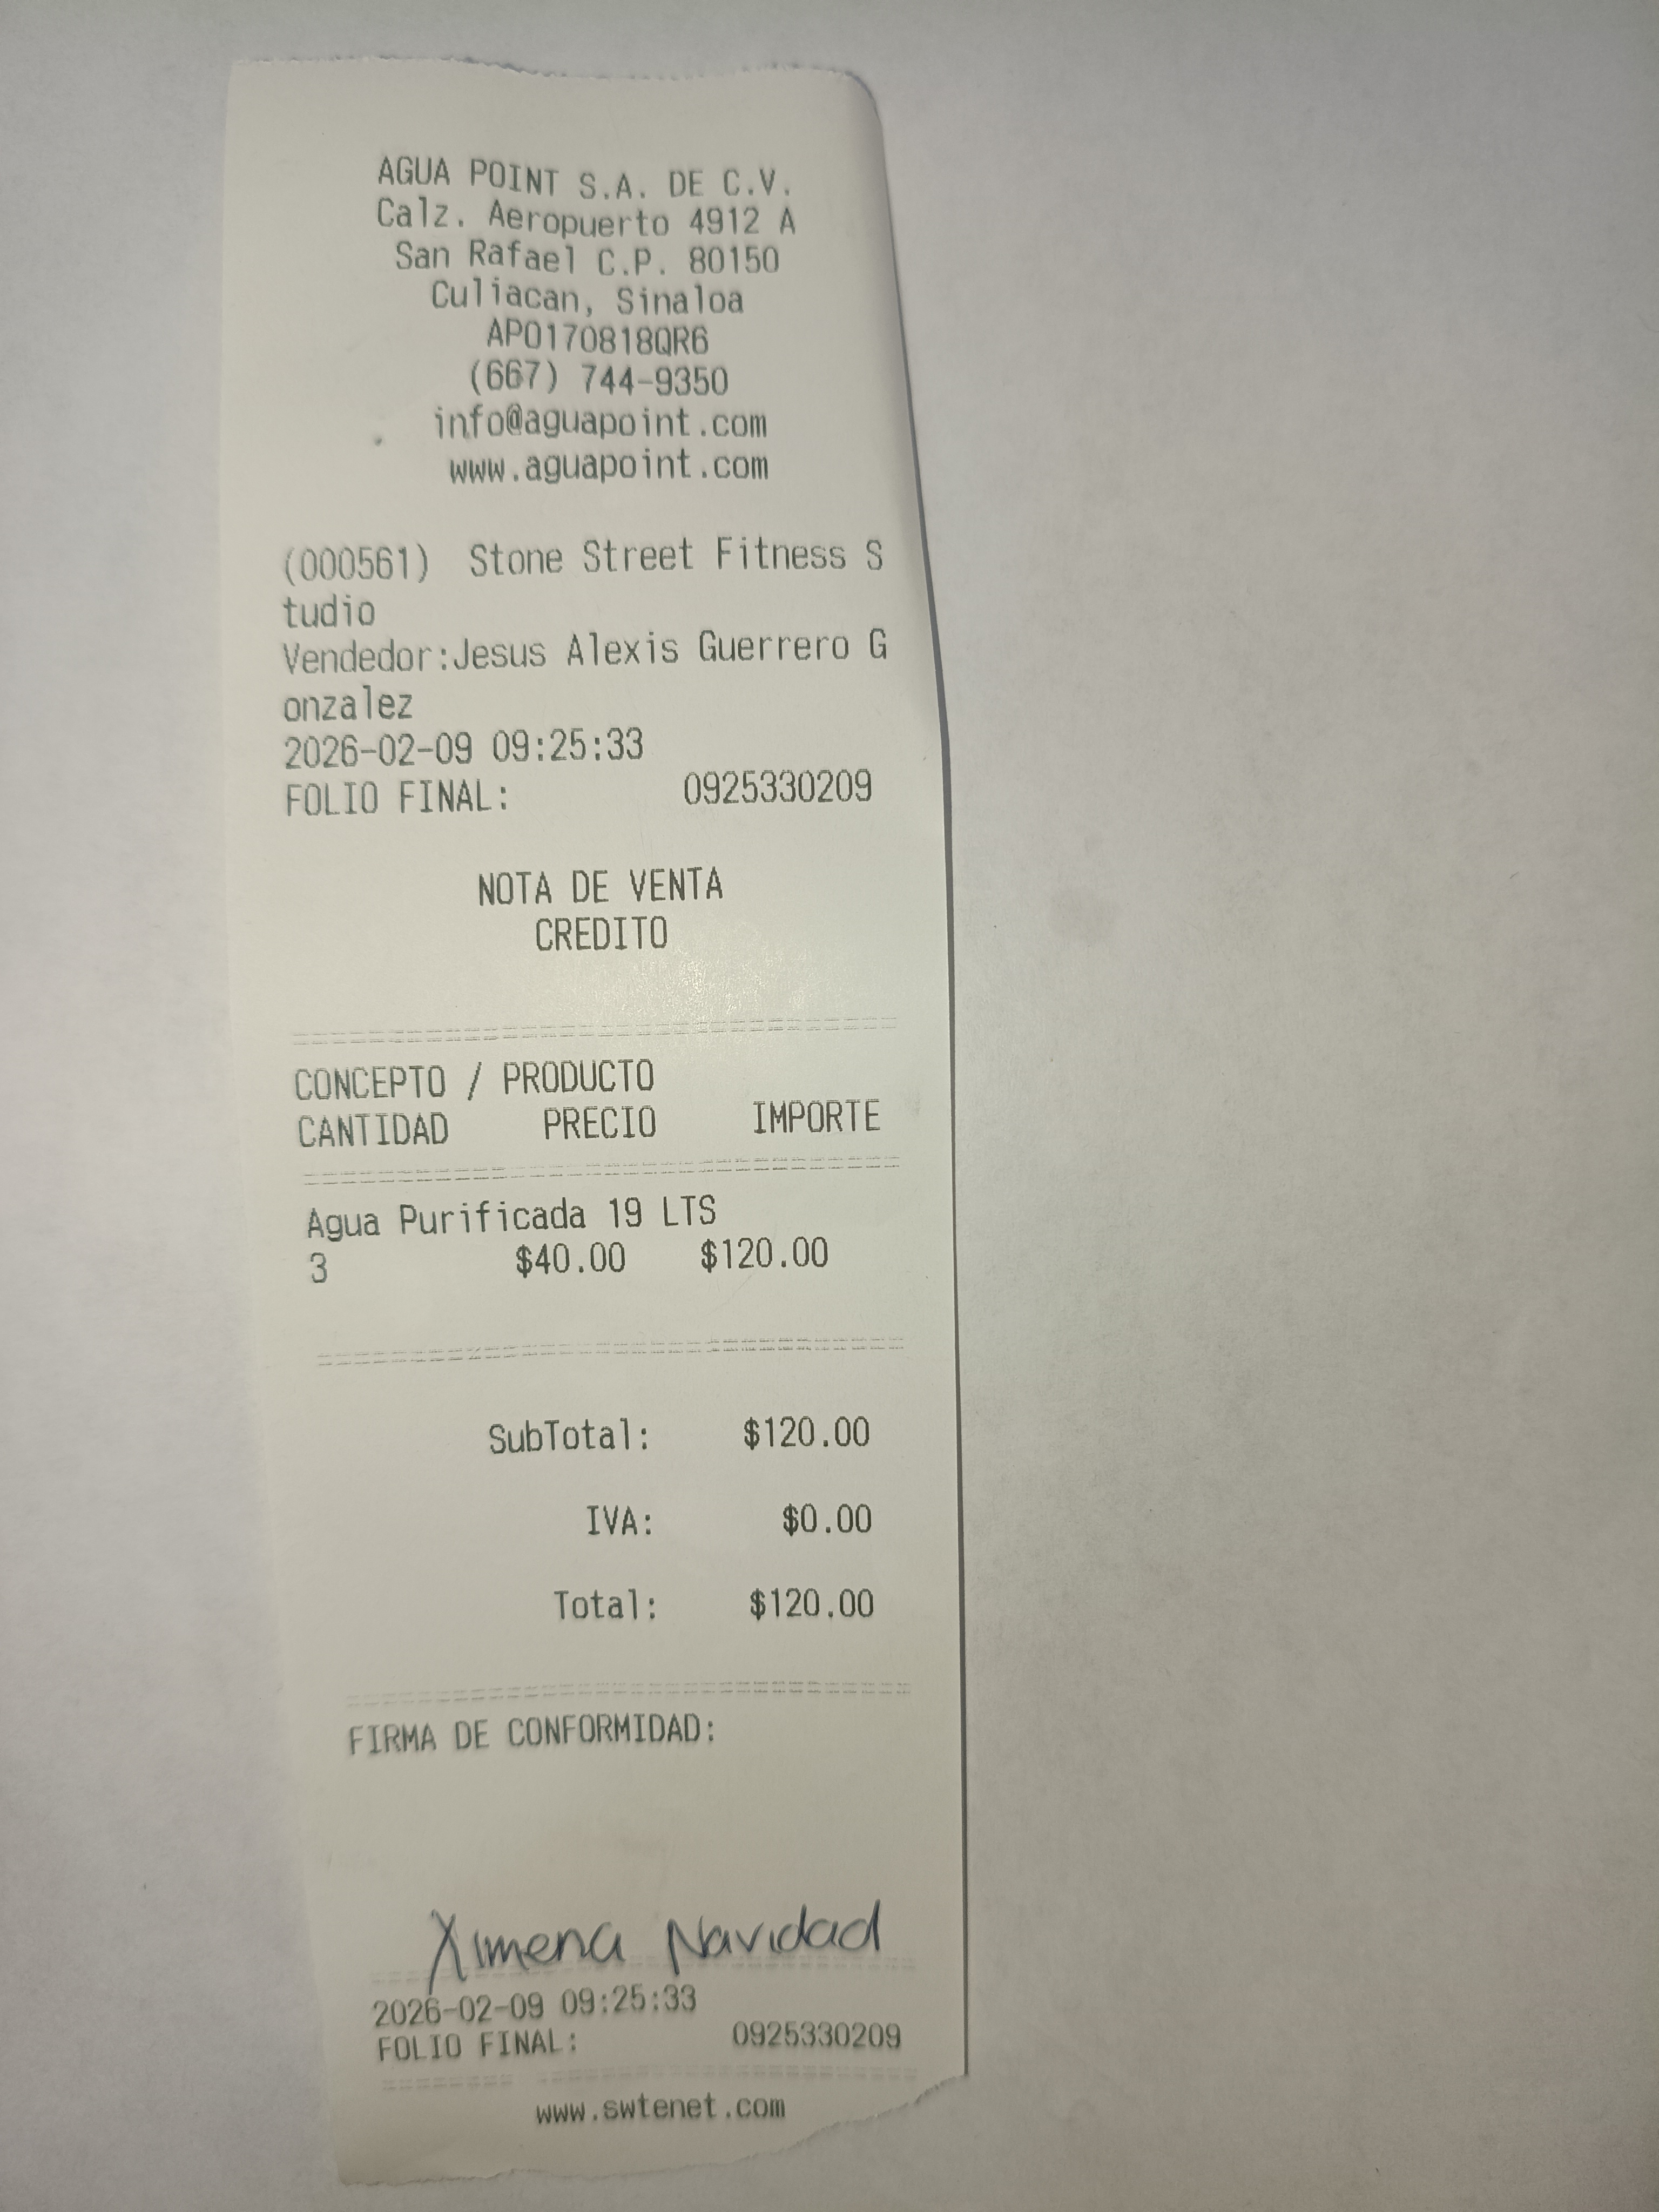 AGUA POINT S.A. DE C.V.
Calz. Aeropuerto 4912 A
San Rafael C.P. 80150
Culiacan, Sinaloa
APO170818QR6
(667) 744-9350
info@aguapoint.com
www.aguapoint.com
(000561)  Stone Street Fitness S
tudio
Vendedor:Jesus Alexis Guerrero G
onzalez
2026-02-09 09:25:33
FOLIO FINAL: 0925330209
NOTA DE VENTA
CREDITO
CONCEPTO / PRODUCTO
CANTIDAD PRECIO IMPORTE
Agua Purificada 19 LTS
3 $40.00 $120.00
SubTotal: $120.00
IVA: $0.00
Total: $120.00
FIRMA DE CONFORMIDAD:
Ximena Navidad
2026-02-09 09:25:33
FOLIO FINAL: 0925330209
www.swtenet.com